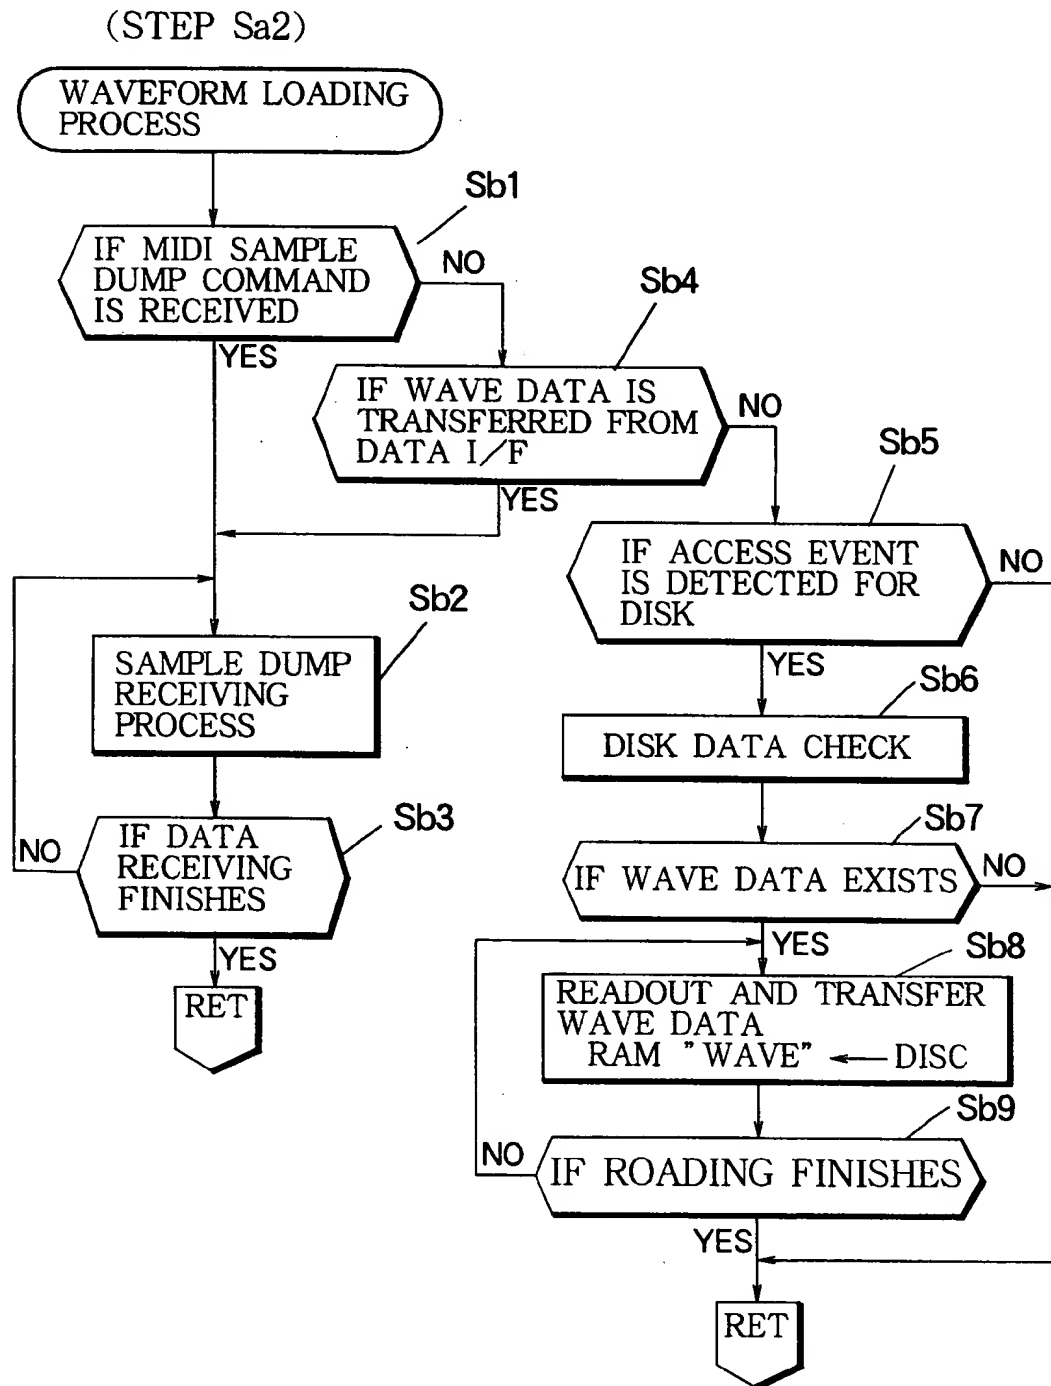 (STEP Sa2)
WAVEFORM LOADING
PROCESS
Sb1
IF MIDI SAMPLE
DUMP COMMAND
IS RECEIVED
NO
YES
Sb4
IF WAVE DATA IS
TRANSFERRED FROM
DATA I/F
NO
YES
Sb5
IF ACCESS EVENT
IS DETECTED FOR
DISK
NO
YES
Sb2
SAMPLE DUMP
RECEIVING
PROCESS
Sb6
DISK DATA CHECK
Sb3
IF DATA
RECEIVING
FINISHES
NO
YES
RET
Sb7
IF WAVE DATA EXISTS
NO
YES
Sb8
READOUT AND TRANSFER
WAVE DATA
RAM "WAVE" ← DISC
Sb9
IF ROADING FINISHES
NO
YES
RET